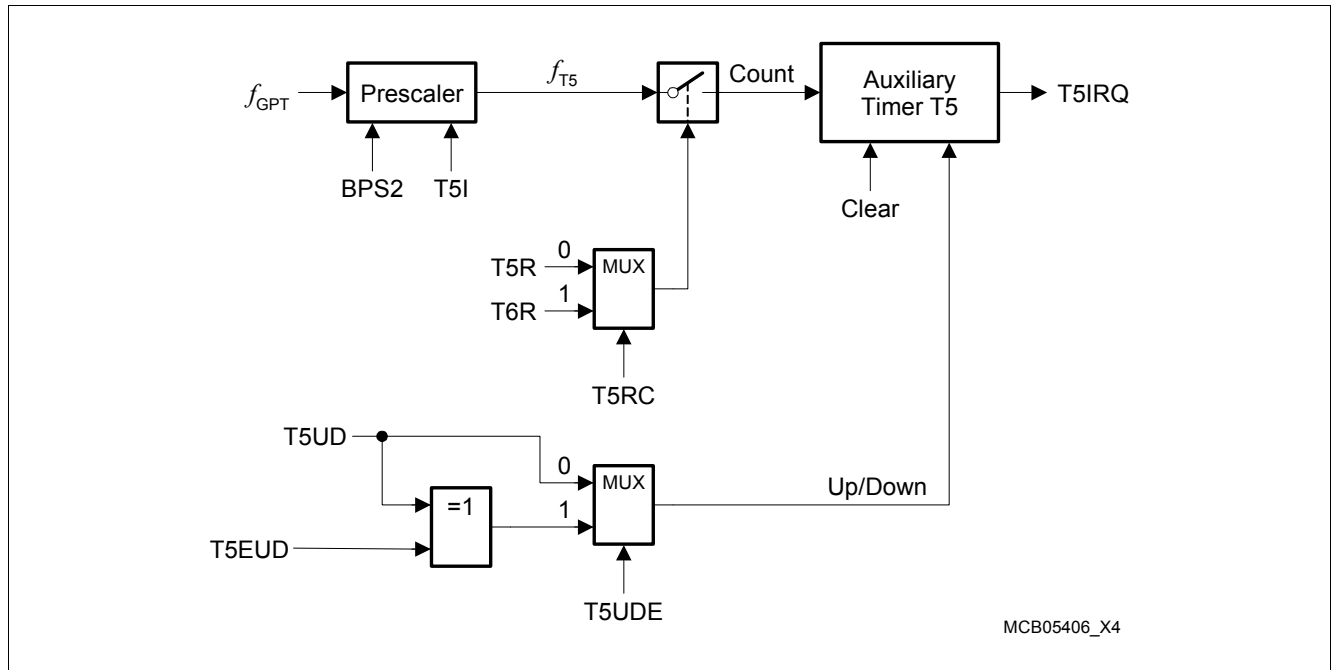 f_T5
Count
f_GPT
Prescaler
Auxiliary
Timer T5
T5IRQ
BPS2
T5I
Clear
T5R
0
MUX
T6R
1
T5RC
T5UD
0
MUX
=1
1
Up/Down
T5EUD
T5UDE
MCB05406_X4